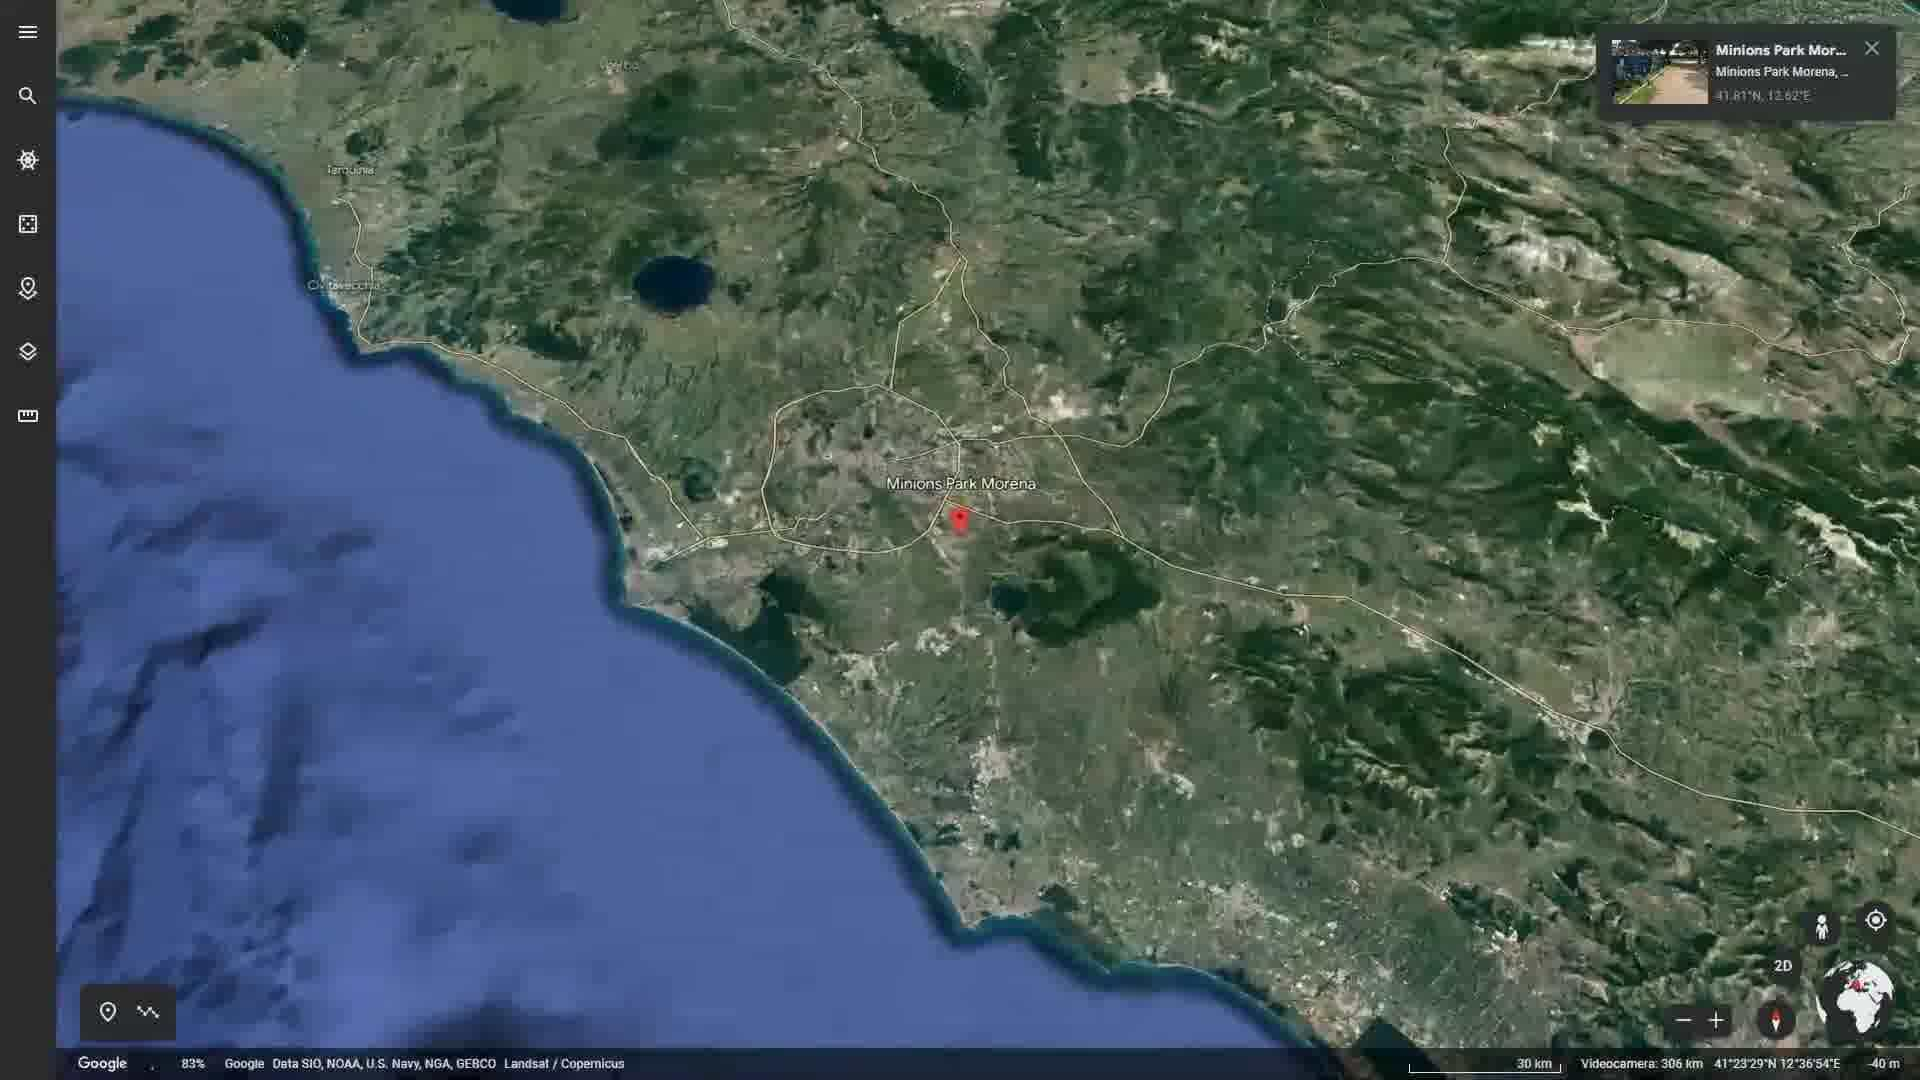 Minions Park Mor...
Minions Park Morena, ...
41.81°N, 12.62°E
Viterbo
Tarquinia
Civitavecchia
Minions Park Morena
2D
Google
83%
Google Data SIO, NOAA, U.S. Navy, NGA, GEBCO Landsat / Copernicus
30 km
Videocamera: 306 km
41°23'29"N 12°36'54"E
-40 m